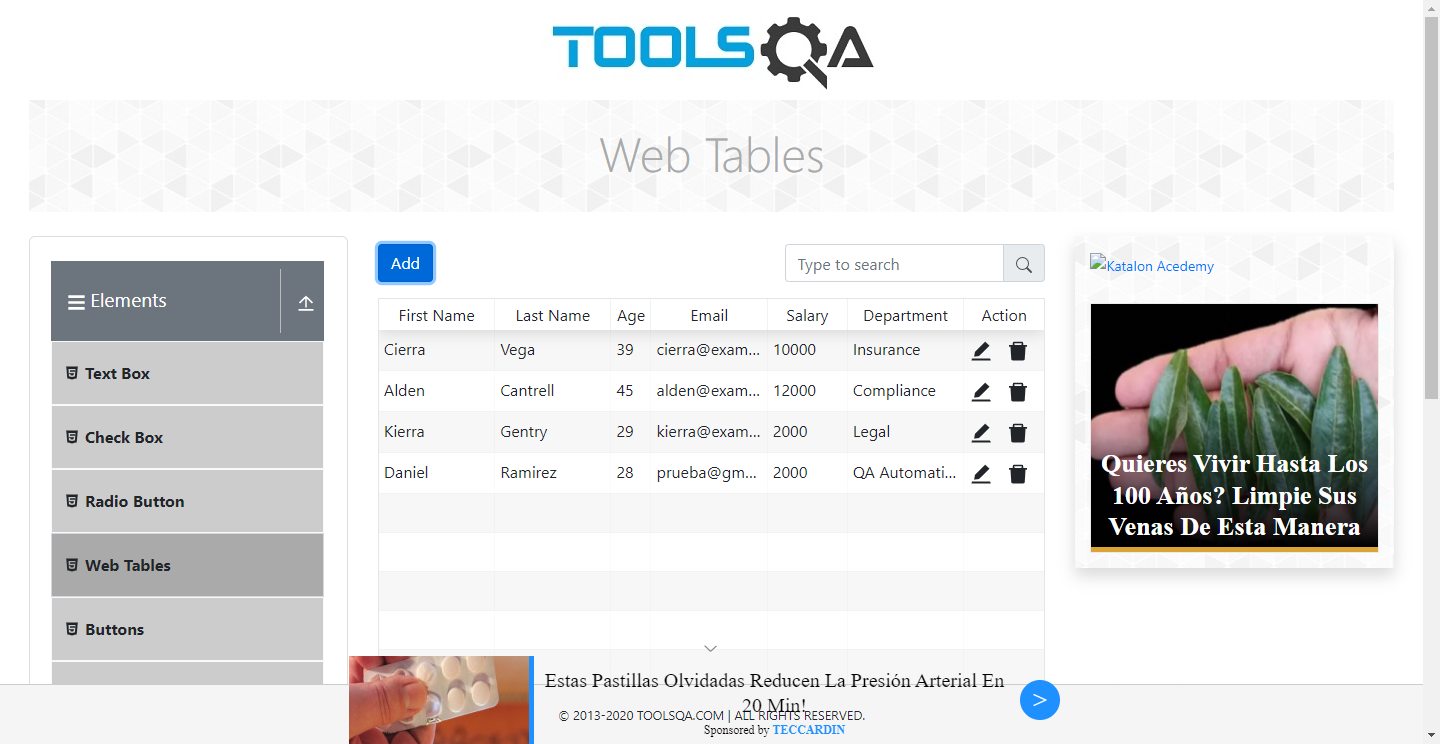 TOOLSQA
Web Tables
Elements
Text Box
Check Box
Radio Button
Web Tables
Buttons
Add
Type to search
First Name Last Name Age Email Salary Department Action
Cierra Vega 39 cierra@exam... 10000 Insurance
Alden Cantrell 45 alden@exam... 12000 Compliance
Kierra Gentry 29 kierra@exam... 2000 Legal
Daniel Ramirez 28 prueba@gm... 2000 QA Automati...
Katalon Acedemy
Quieres Vivir Hasta Los
100 Años? Limpie Sus
Venas De Esta Manera
Estas Pastillas Olvidadas Reducen La Presión Arterial En
20 Min!
>
© 2013-2020 TOOLSQA.COM | ALL RIGHTS RESERVED.
Sponsored by TECCARDIN